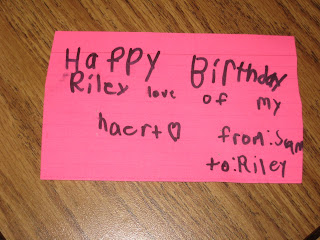 Happy Birthday
Riley love of my
haert♡ from:Sam
to:Riley